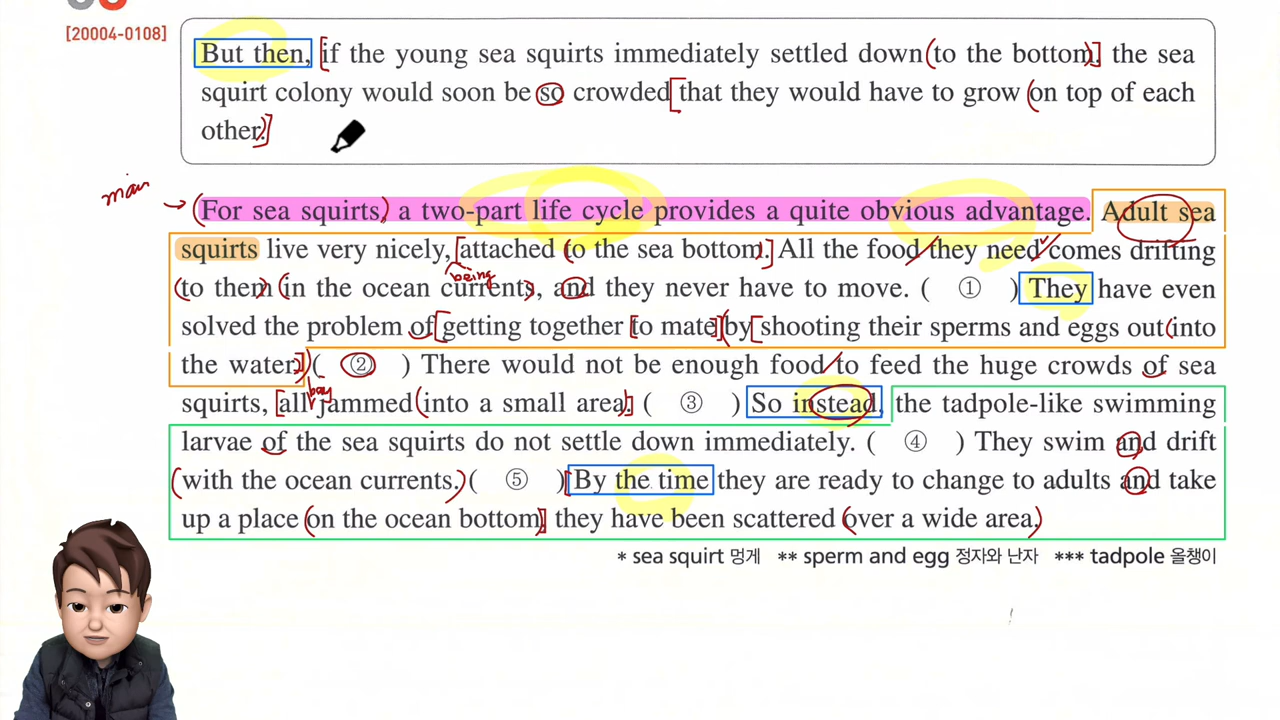 [20004-0108]
But then, if the young sea squirts immediately settled down to the bottom, the sea
squirt colony would soon be so crowded that they would have to grow on top of each
other.
main
For sea squirts, a two-part life cycle provides a quite obvious advantage. Adult sea
squirts live very nicely, attached to the sea bottom. All the food they need comes drifting
being
to them in the ocean currents, and they never have to move. ( ① ) They have even
solved the problem of getting together to mate by shooting their sperms and eggs out into
the water. ( ② ) There would not be enough food to feed the huge crowds of sea
squirts, all jammed into a small area. ( ③ ) So instead, the tadpole-like swimming
larvae of the sea squirts do not settle down immediately. ( ④ ) They swim and drift
with the ocean currents. ( ⑤ ) By the time they are ready to change to adults and take
up a place on the ocean bottom, they have been scattered over a wide area.
* sea squirt 멍게 ** sperm and egg 정자와 난자 *** tadpole 올챙이